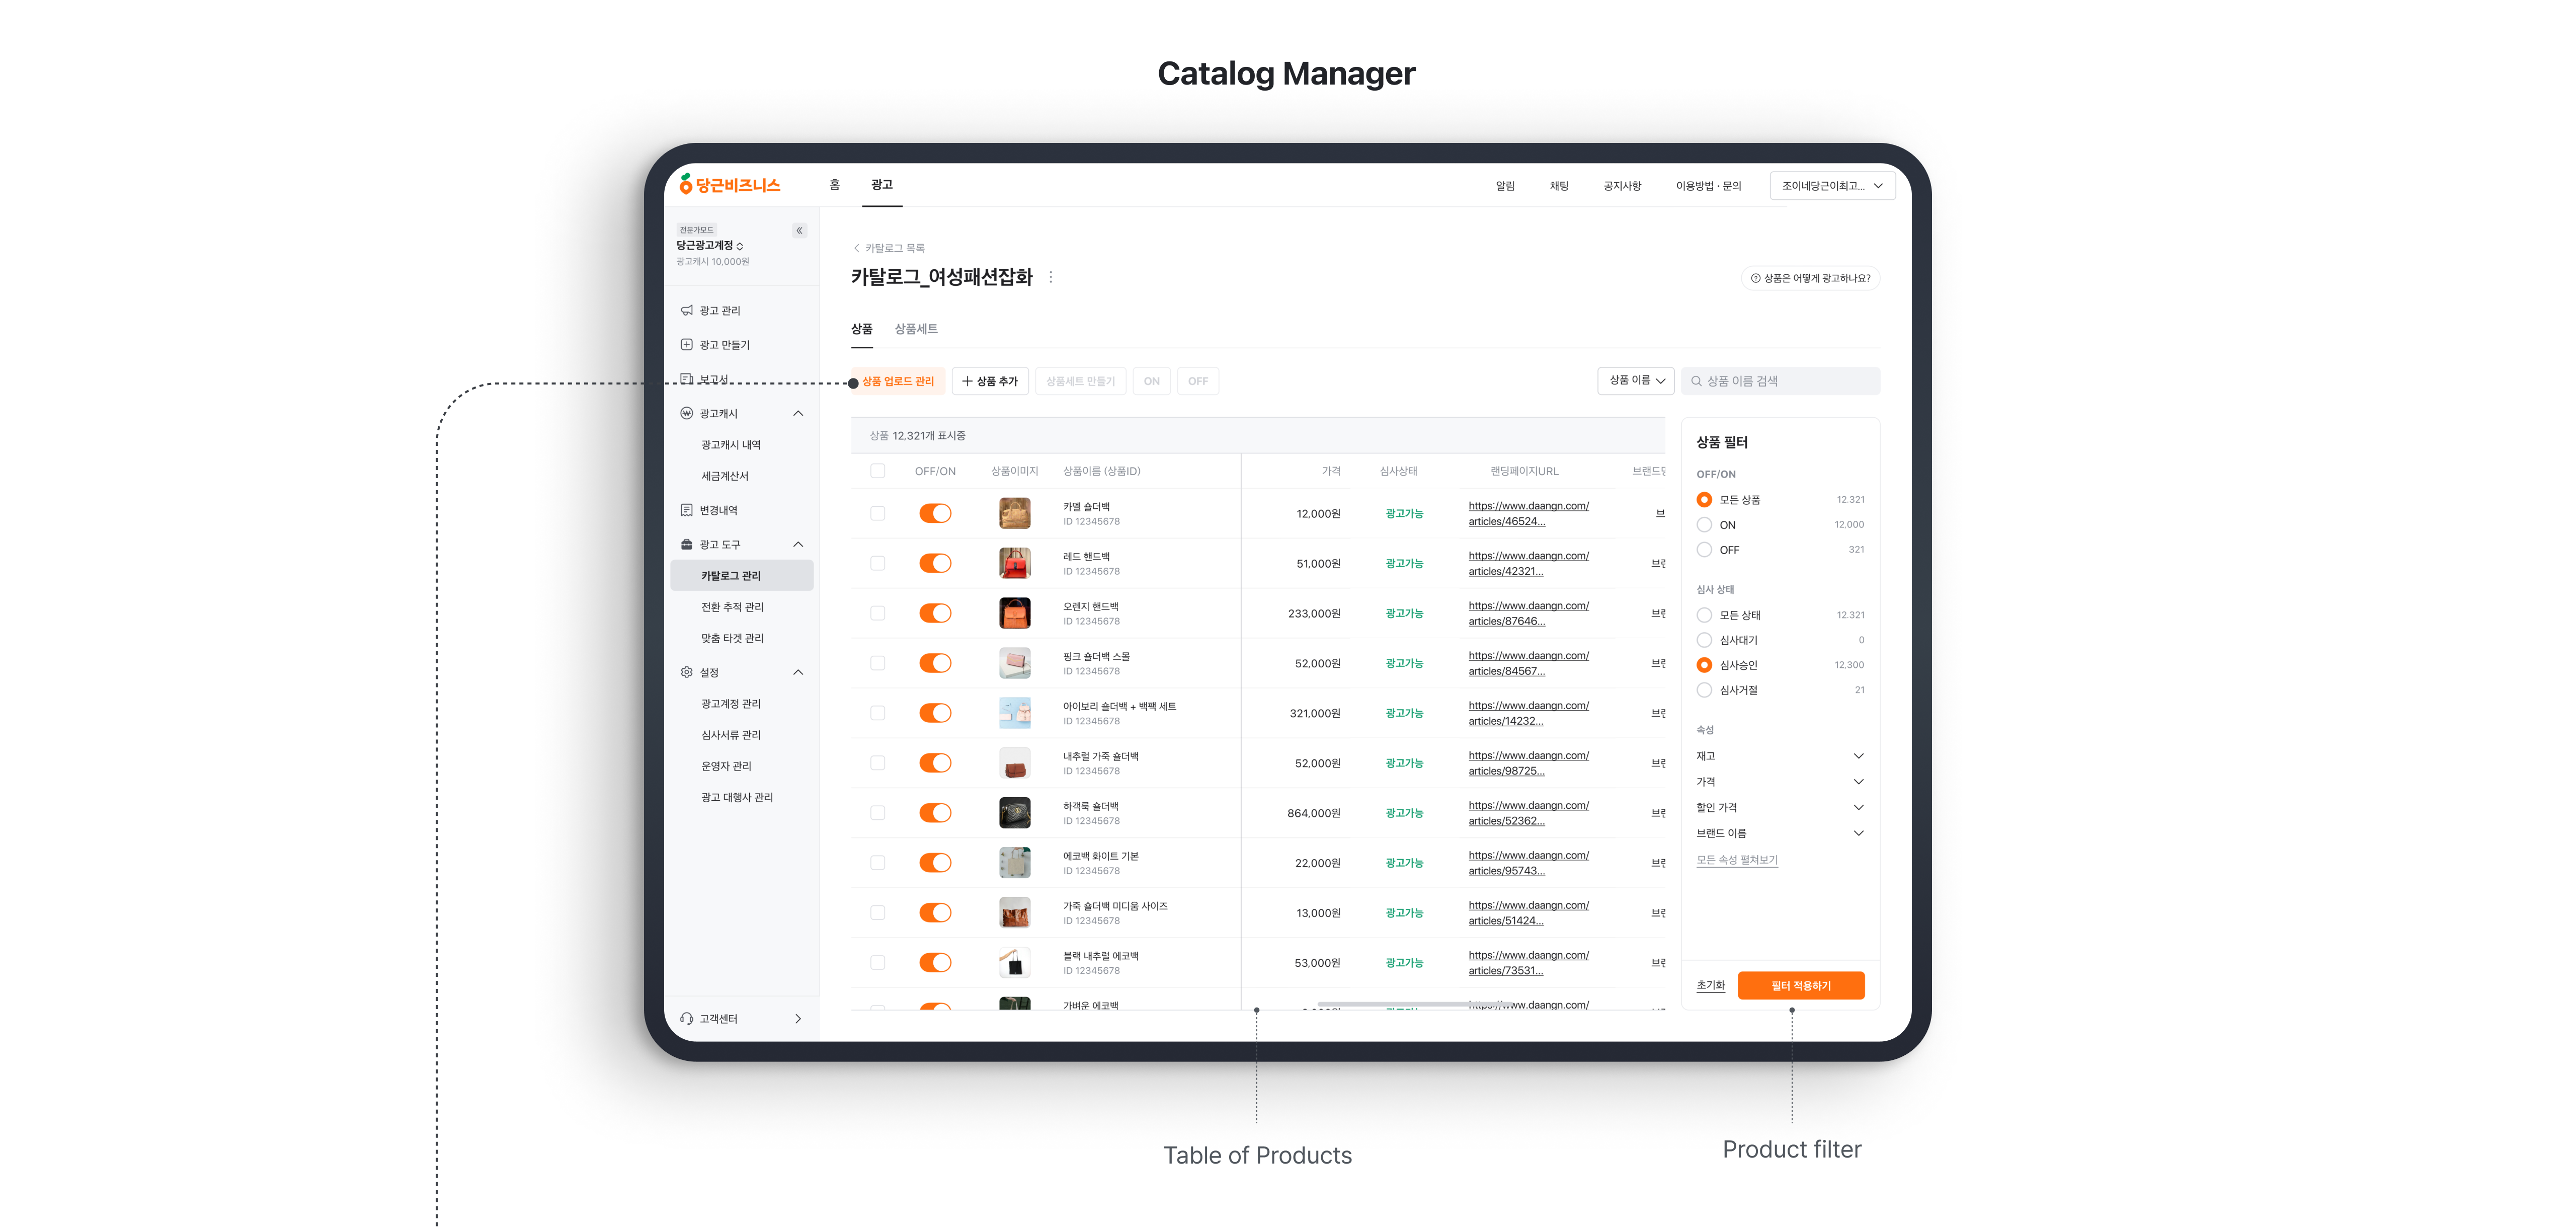 Catalog Manager
당근비즈니스
홈
광고
알림
채팅
공지사항
이용방법 · 문의
조이네당근이최고...
전문가모드
당근광고계정
광고캐시 10,000원
광고 관리
광고 만들기
보고서
광고캐시
광고캐시 내역
세금계산서
변경내역
광고 도구
카탈로그 관리
전환 추적 관리
맞춤 타겟 관리
설정
광고계정 관리
심사서류 관리
운영자 관리
광고 대행사 관리
고객센터
카탈로그 목록
카탈로그_여성패션잡화
상품은 어떻게 광고하나요?
상품
상품세트
상품 업로드 관리
상품 추가
상품세트 만들기
ON
OFF
상품 이름
상품 이름 검색
상품 12,321개 표시중
OFF/ON
상품이미지
상품이름 (상품ID)
가격
심사상태
랜딩페이지URL
브랜드명
카멜 숄더백
ID 12345678
12,000원
광고가능
https://www.daangn.com/
articles/46524...
브
레드 핸드백
ID 12345678
51,000원
광고가능
https://www.daangn.com/
articles/42321...
브랜
오렌지 핸드백
ID 12345678
233,000원
광고가능
https://www.daangn.com/
articles/87646...
브랜
핑크 숄더백 스몰
ID 12345678
52,000원
광고가능
https://www.daangn.com/
articles/84567...
브랜
아이보리 숄더백 + 백팩 세트
ID 12345678
321,000원
광고가능
https://www.daangn.com/
articles/14232...
브랜
내추럴 가죽 숄더백
ID 12345678
52,000원
광고가능
https://www.daangn.com/
articles/98725...
브랜
하객룩 숄더백
ID 12345678
864,000원
광고가능
https://www.daangn.com/
articles/52362...
브랜
에코백 화이트 기본
ID 12345678
22,000원
광고가능
https://www.daangn.com/
articles/95743...
브랜
가죽 숄더백 미디움 사이즈
ID 12345678
13,000원
광고가능
https://www.daangn.com/
articles/51424...
브랜
블랙 내추럴 에코백
ID 12345678
53,000원
광고가능
https://www.daangn.com/
articles/73531...
브랜
가벼운 에코백
https://www.daangn.com/
상품 필터
OFF/ON
모든 상품 12.321
ON 12,000
OFF 321
심사 상태
모든 상태 12.321
심사대기 0
심사승인 12.300
심사거절 21
속성
재고
가격
할인 가격
브랜드 이름
모든 속성 펼쳐보기
초기화
필터 적용하기
Table of Products
Product filter